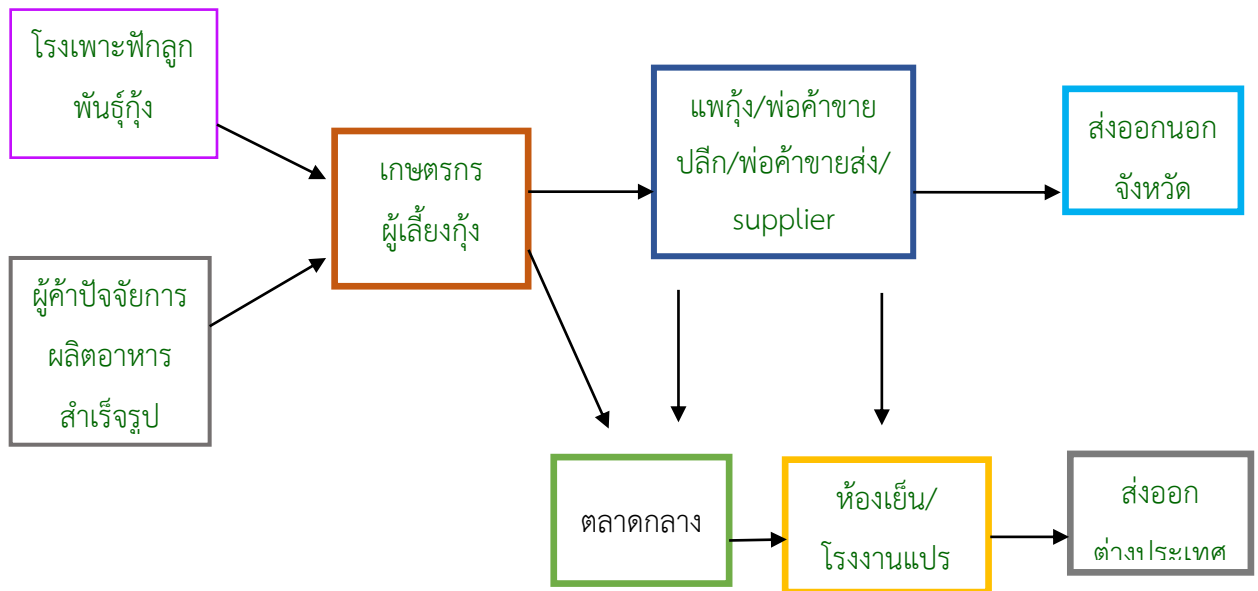 โรงเพาะฟักลูก
พันธุ์กุ้ง
ผู้ค้าปัจจัยการ
ผลิตอาหาร
สำเร็จรูป
เกษตรกร
ผู้เลี้ยงกุ้ง
แพกุ้ง/พ่อค้าขาย
ปลีก/พ่อค้าขายส่ง/
supplier
ส่งออกนอก
จังหวัด
ตลาดกลาง
ห้องเย็น/
โรงงานแปร
ส่งออก
ต่างประเทศ